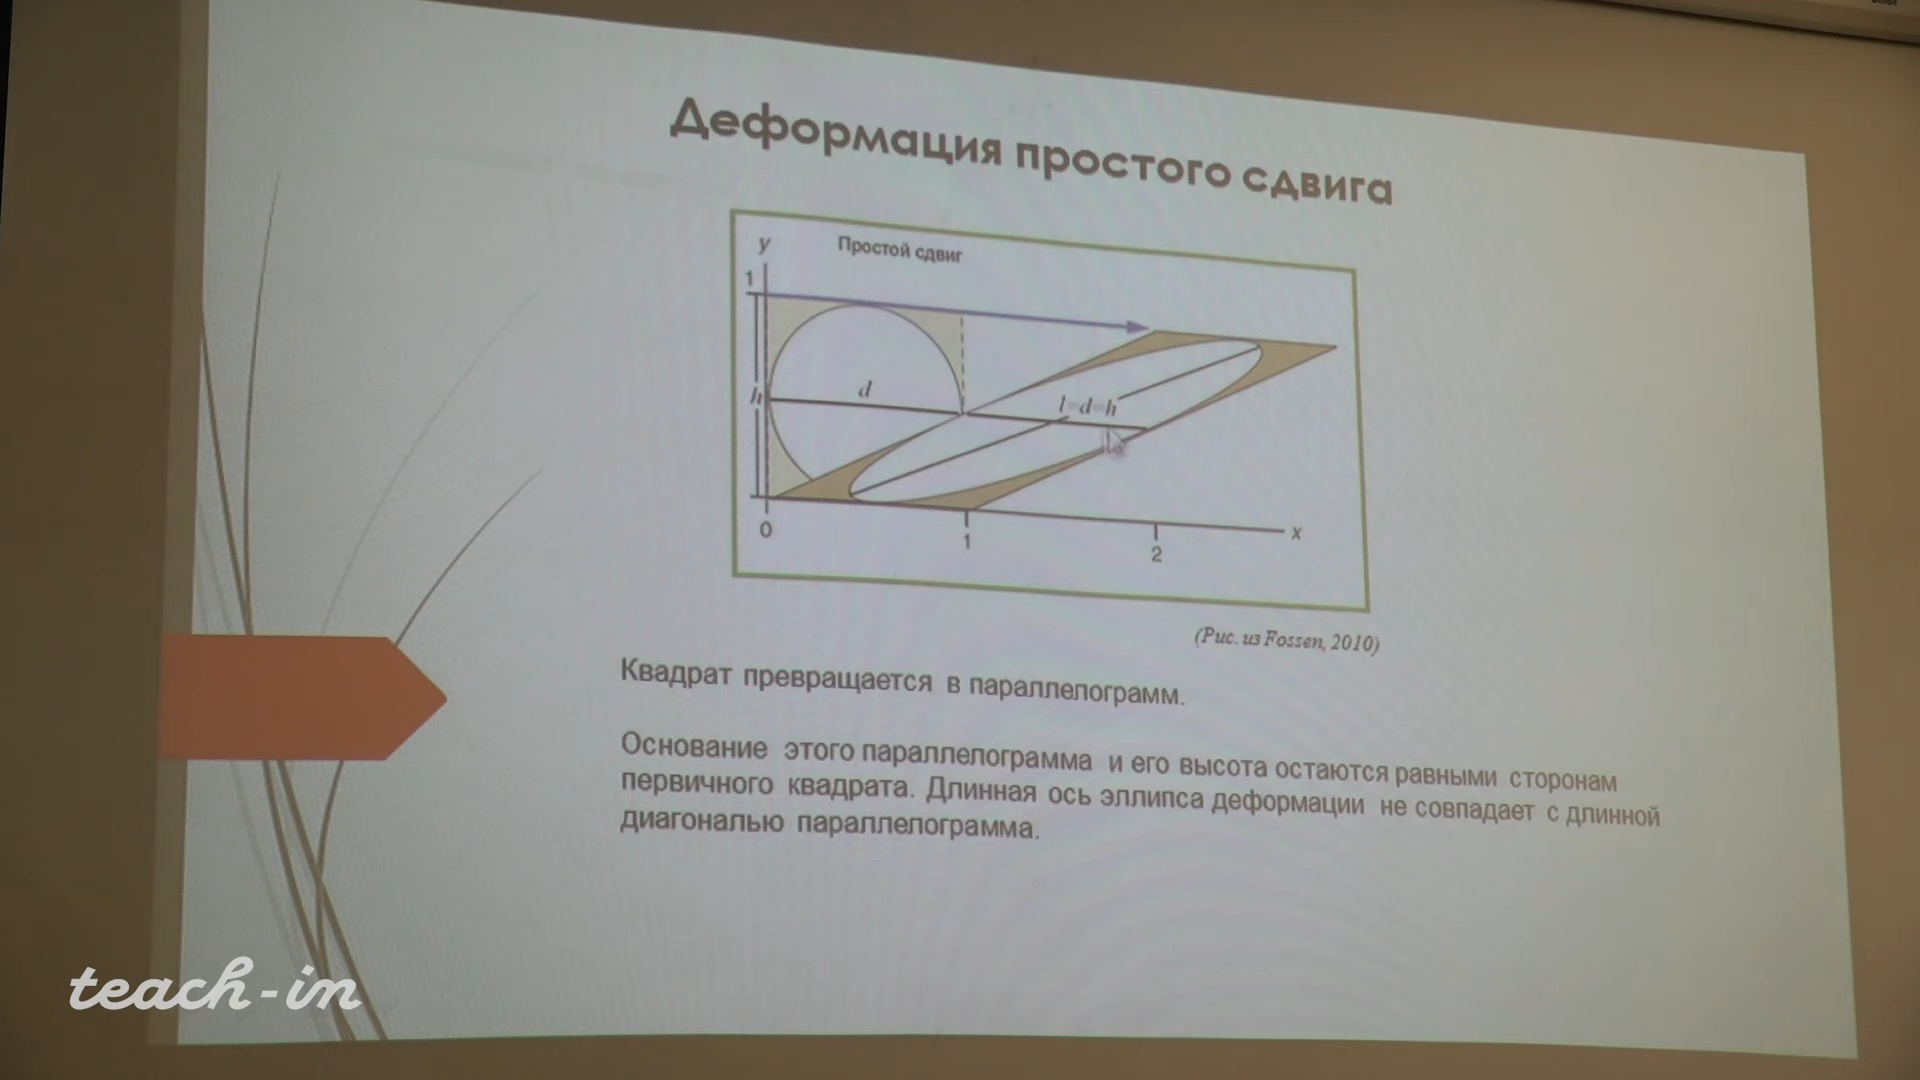 Деформация простого сдвига
y
Простой сдвиг
1
h
d
l=d=h
0
1
2
x
(Рис. из Fossen, 2010)
Квадрат превращается в параллелограмм.
Основание этого параллелограмма и его высота остаются равными сторонам
первичного квадрата. Длинная ось эллипса деформации не совпадает с длинной
диагональю параллелограмма.
teach-in